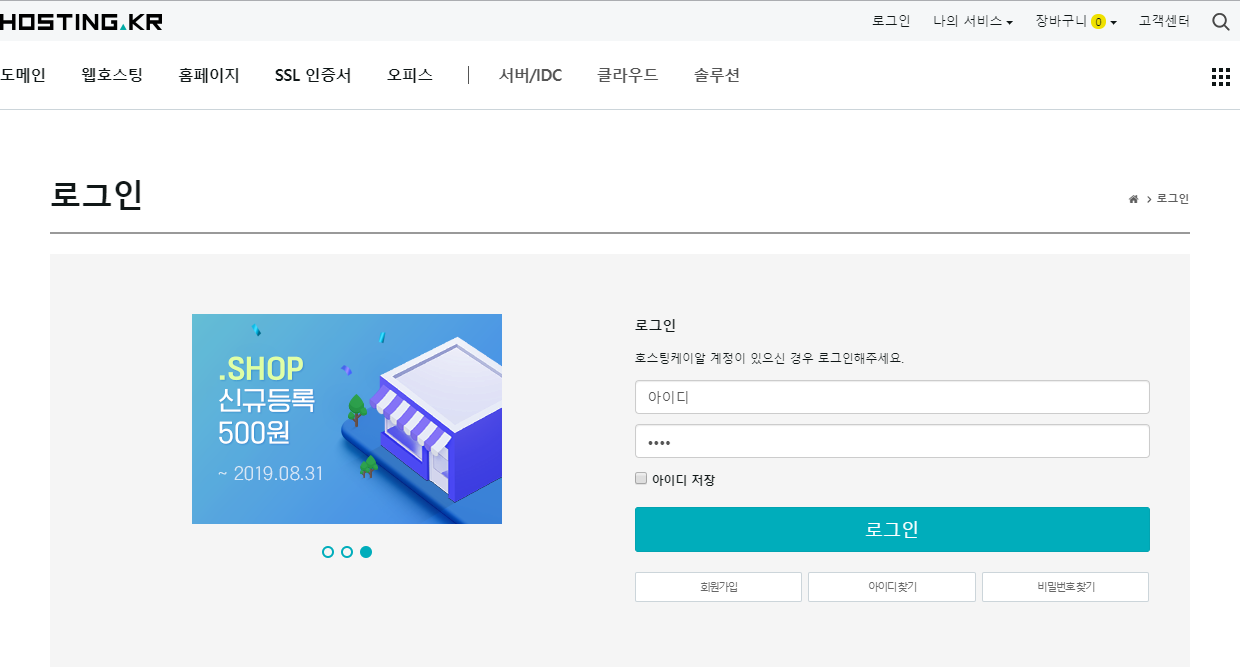 HOSTING.KR
로그인 나의 서비스 장바구니 0 고객센터
도메인 웹호스팅 홈페이지 SSL 인증서 오피스 서버/IDC 클라우드 솔루션
로그인
> 로그인
.SHOP
신규등록
500원
~ 2019.08.31
로그인
호스팅케이알 계정이 있으신 경우 로그인해주세요.
아이디
••••
아이디 저장
로그인
회원가입 아이디 찾기 비밀번호 찾기